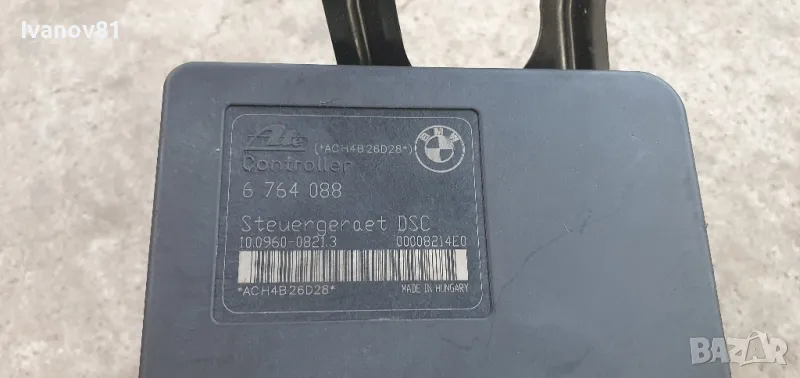 Ivanov81
Ate (*ACH4B26D28*) BMW
Controller
6 764 088
Steuergeraet DSC
10.0960-0821.3 00008214E0
*ACH4B26D28* MADE IN HUNGARY
BAZAR